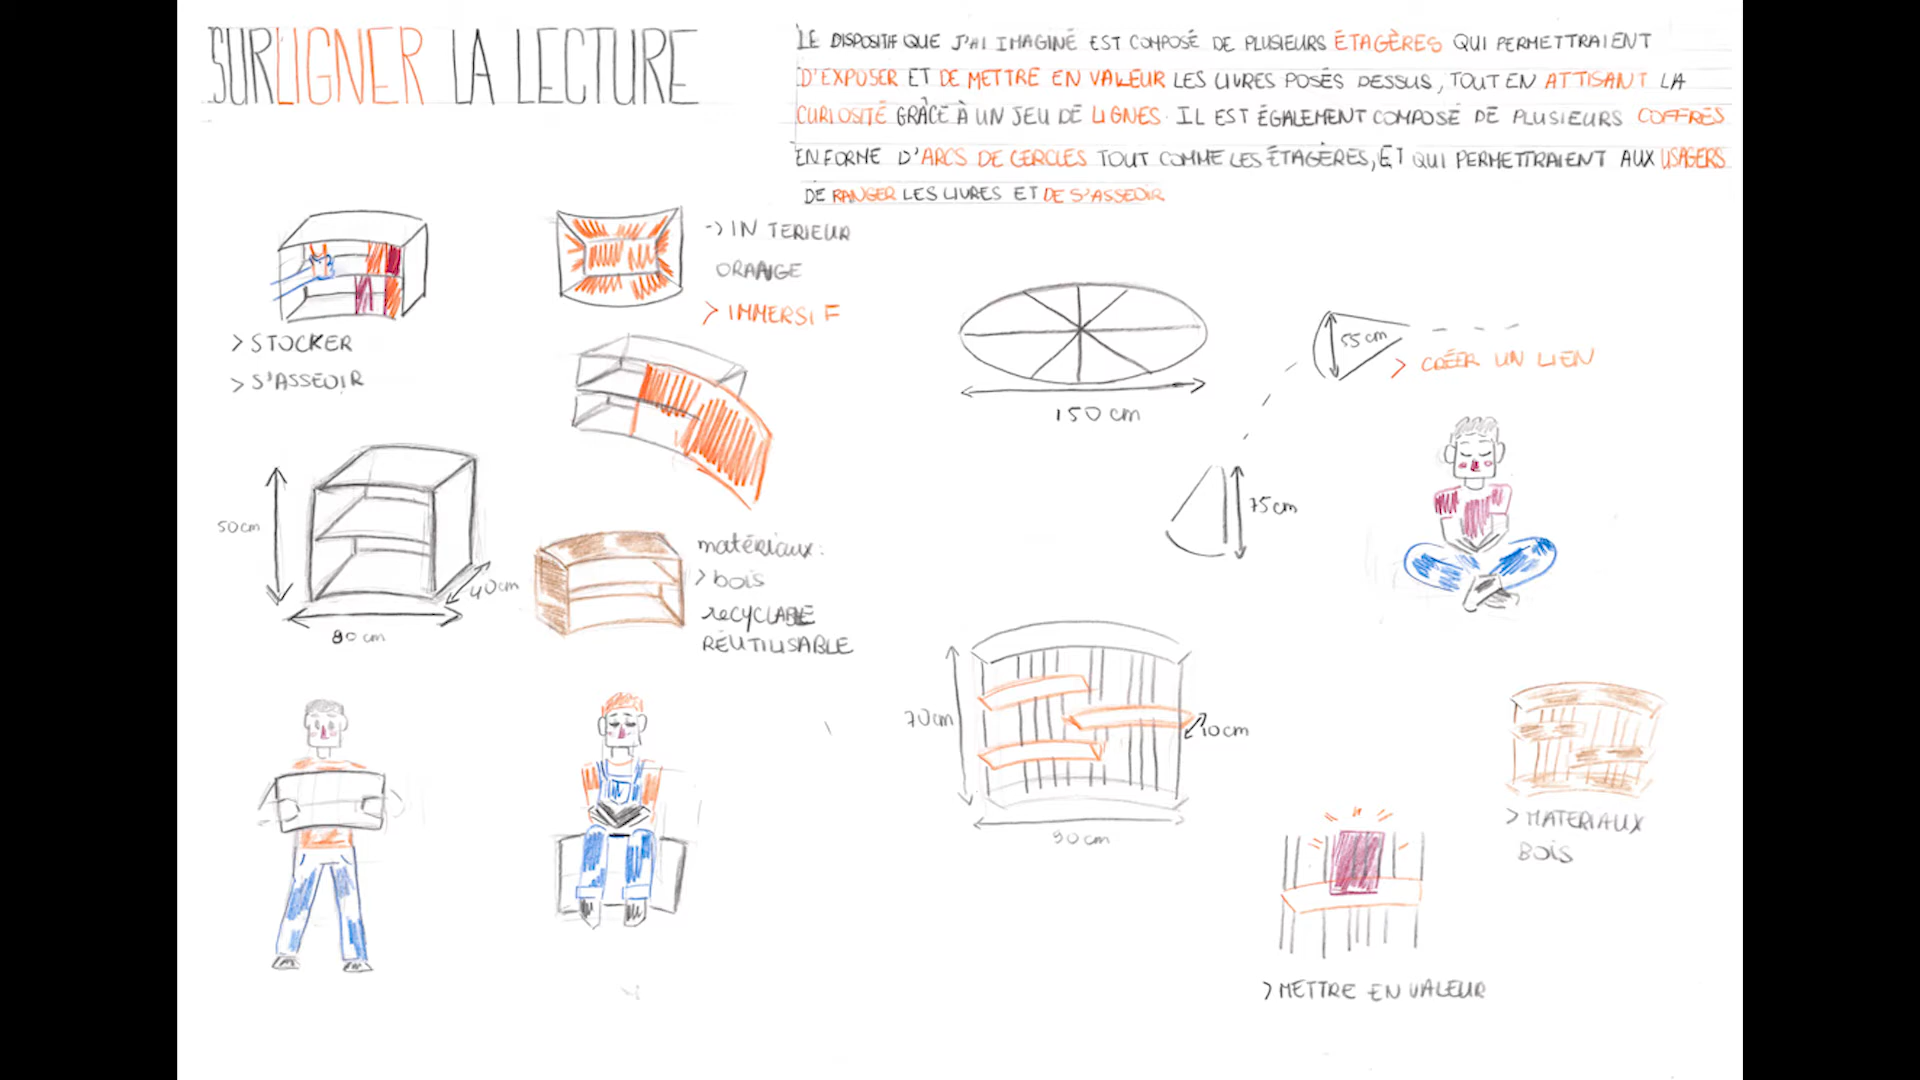 SURLIGNER LA LECTURE
LE DISPOSITIF QUE J'AI IMAGINÉ EST COMPOSÉ DE PLUSIEURS ÉTAGÈRES QUI PERMETTRAIENT
D'EXPOSER ET DE METTRE EN VALEUR LES LIVRES POSÉS DESSUS, TOUT EN ATTISANT LA
CURIOSITÉ GRÂCE À UN JEU DE LIGNES. IL EST ÉGALEMENT COMPOSÉ DE PLUSIEURS COFFRES
EN FORME D'ARCS DE CERCLES TOUT COMME LES ÉTAGÈRES, ET QUI PERMETTRAIENT AUX USAGERS
DE RANGER LES LIVRES ET DE S'ASSEOIR
-> INTERIEUR
ORANGE
> IMMERSIF
> STOCKER
> S'ASSEOIR
150 cm
55 cm
> CRÉER UN LIEN
75 cm
50 cm
40 cm
80 cm
matériaux:
> bois
recyclable
RÉUTILISABLE
70 cm
10 cm
90 cm
> MATERIAUX
BOIS
> METTRE EN VALEUR